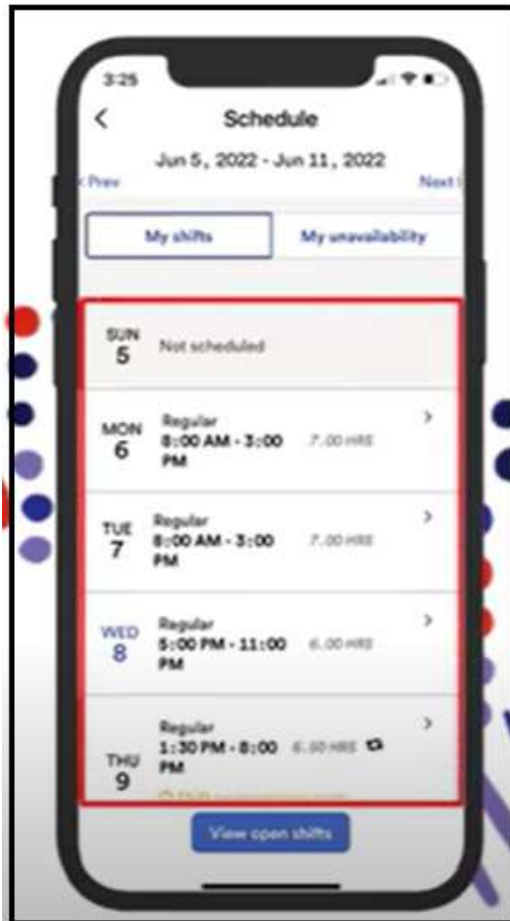 3:25
Schedule
Jun 5, 2022 - Jun 11, 2022
< Prev
Next >
My shifts
My unavailability
SUN
5
Not scheduled
MON
6
Regular
8:00 AM - 3:00
PM
7.00 HRS
TUE
7
Regular
8:00 AM - 3:00
PM
7.00 HRS
WED
8
Regular
5:00 PM - 11:00
PM
6.00 HRS
THU
9
Regular
1:30 PM - 8:00
PM
6.50 HRS
View open shifts